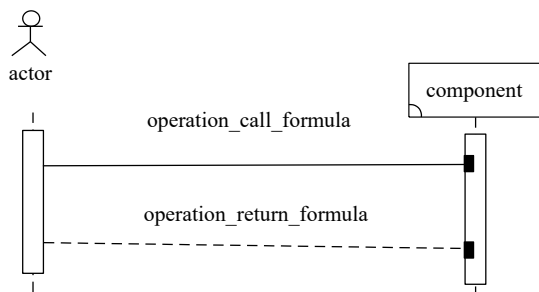 actor
component
operation_call_formula
operation_return_formula